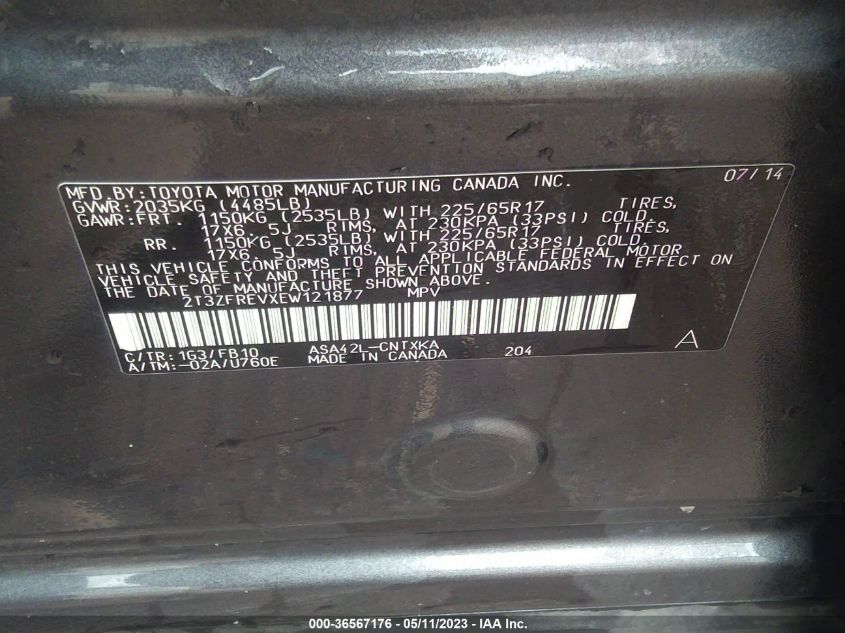 MFD.BY:TOYOTA MOTOR MANUFACTURING CANADA INC. 07/14
GVWR:2035KG (4485LB)
GAWR:FRT. 1150KG (2535LB) WITH 225/65R17 TIRES,
17X6.5J RIMS, AT 230KPA (33PSI) COLD.
RR. 1150KG (2535LB) WITH 225/65R17 TIRES,
17X6.5J RIMS, AT 230KPA (33PSI) COLD.
THIS VEHICLE CONFORMS TO ALL APPLICABLE FEDERAL MOTOR
VEHICLE SAFETY AND THEFT PREVENTION STANDARDS IN EFFECT ON
THE DATE OF MANUFACTURE SHOWN ABOVE.
2T3ZFREVXEW121877 MPV
C/TR:1G3/FB10 ASA42L-CNTXKA A
A/TM:-02A/U760E MADE IN CANADA 204
000-36567176 - 05/11/2023 - IAA Inc.